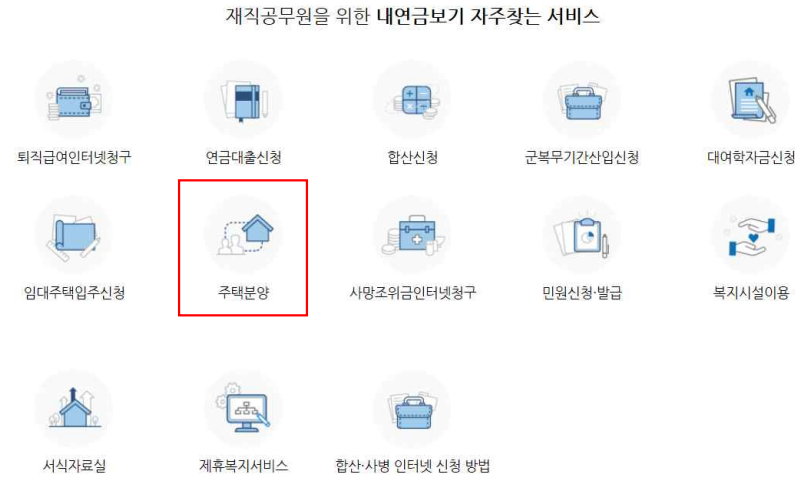 재직공무원을 위한 내연금보기 자주찾는 서비스
퇴직급여인터넷청구
연금대출신청
합산신청
군복무기간산입신청
대여학자금신청
임대주택입주신청
주택분양
사망조위금인터넷청구
민원신청·발급
복지시설이용
서식자료실
제휴복지서비스
합산·사병 인터넷 신청 방법